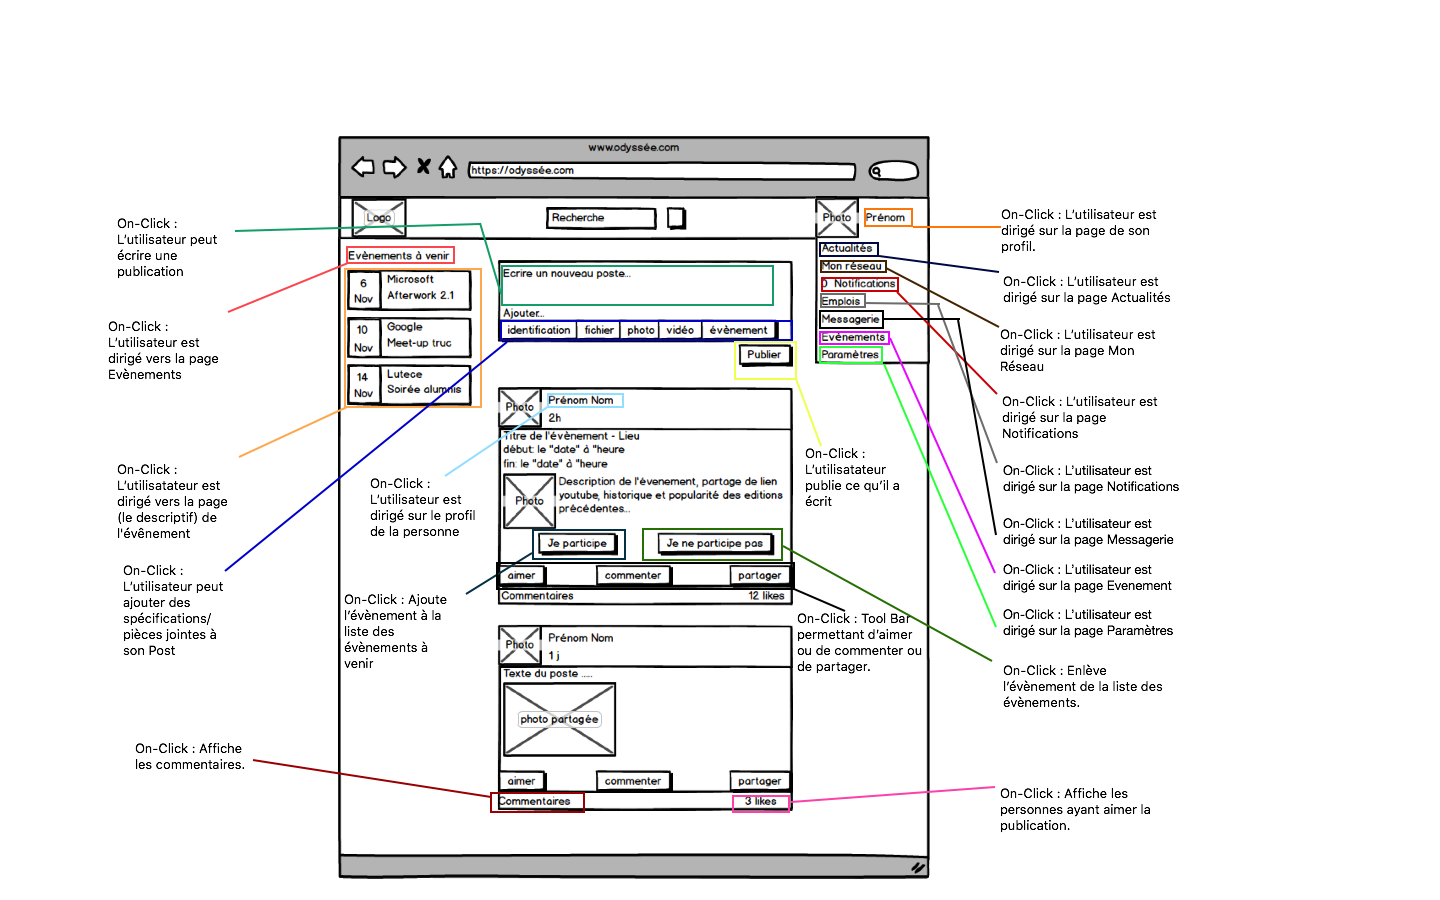 www.odyssée.com
https://odyssée.com
Logo
Recherche
Photo
Prénom
On-Click :
L'utilisateur peut
écrire une
publication
On-Click : L'utilisateur est
dirigé sur la page de son
profil.
Evènements à venir
6
Nov
Microsoft
Afterwork 2.1
10
Nov
Google
Meet-up truc
14
Nov
Lutece
Soirée alumnis
Ecrire un nouveau poste...
Ajouter...
identification
fichier
photo
vidéo
évènement
Publier
Actualités
Mon réseau
0 Notifications
Emplois
Messagerie
Evénements
Paramètres
On-Click : L'utilisateur est
dirigé sur la page Actualités
On-Click :
L'utilisateur est
dirigé vers la page
Evènements
On-Click : L'utilisateur est
dirigé sur la page Mon
Réseau
On-Click : L'utilisateur est
dirigé sur la page
Notifications
Photo
Prénom Nom
2h
Titre de l'évènement - Lieu
début: le "date" à "heure
fin: le "date" à "heure
Photo
Description de l'évenement, partage de lien
youtube, historique et popularité des editions
précédentes...
Je participe
Je ne participe pas
aimer
commenter
partager
Commentaires
12 likes
On-Click :
L'utilisatateur est
dirigé vers la page
(le descriptif) de
l'évênement
On-Click :
L'utilisateur est
dirigé sur le profil
de la personne
On-Click :
L'utilisatateur
publie ce qu'il a
écrit
On-Click : L'utilisateur est
dirigé sur la page Notifications
On-Click : L'utilisateur est
dirigé sur la page Messagerie
On-Click : L'utilisateur est
dirigé sur la page Evenement
On-Click :
L'utilisateur peut
ajouter des
spécifications/
pièces jointes à
son Post
On-Click : Ajoute
l'évènement à la
liste des
évènements à
venir
On-Click : Tool Bar
permettant d'aimer
ou de commenter ou
de partager.
On-Click : L'utilisateur est
dirigé sur la page Paramètres
On-Click : Enlève
l'évènement de la liste des
évènements.
Photo
Prénom Nom
1 j
Texte du poste .....
photo partagée
aimer
commenter
partager
Commentaires
3 likes
On-Click : Affiche
les commentaires.
On-Click : Affiche les
personnes ayant aimer la
publication.